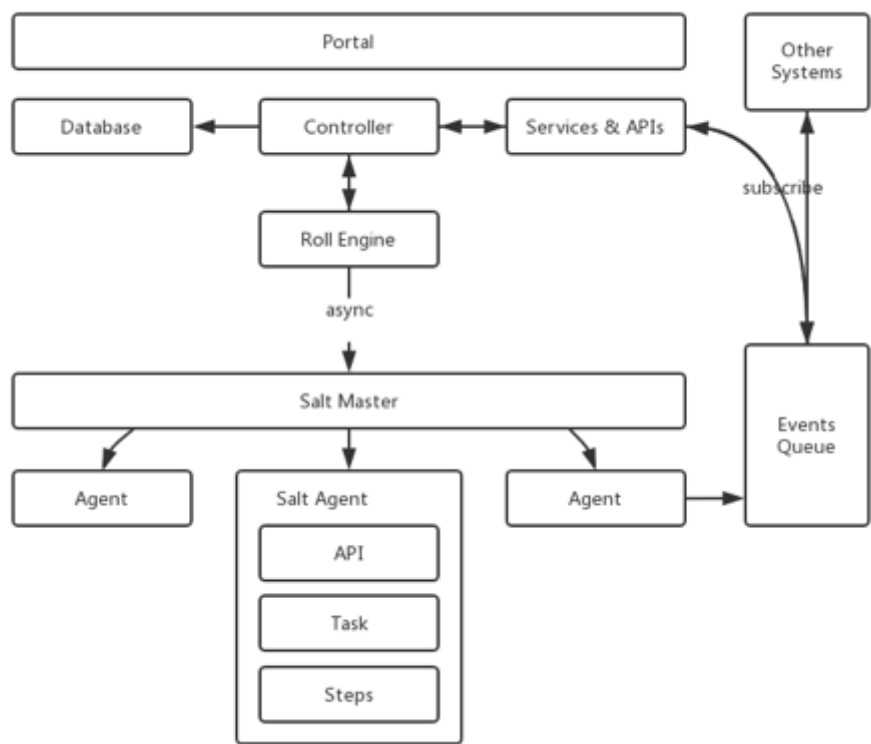 Portal
Other
Systems
Database
Controller
Services & APIs
subscribe
Roll Engine
async
Salt Master
Events
Queue
Agent
Salt Agent
Agent
API
Task
Steps